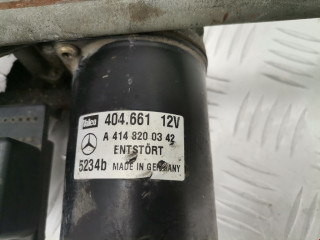 Valeo 404.661 12V
A 414 820 03 42
ENTSTÖRT
5234b MADE IN GERMANY